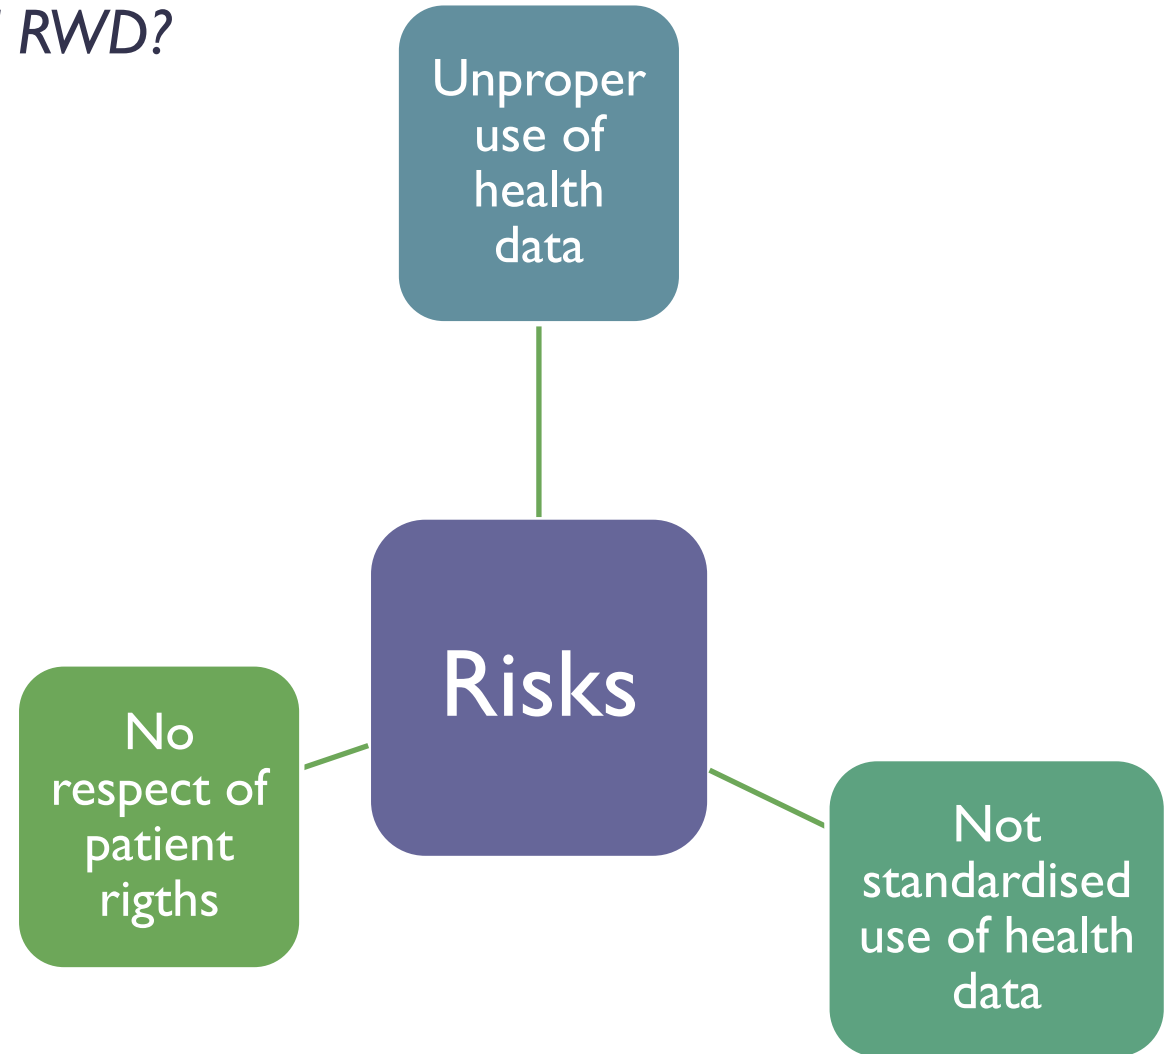 RWD?
Unproper
use of
health
data
Risks
No
respect of
patient
rigths
Not
standardised
use of health
data